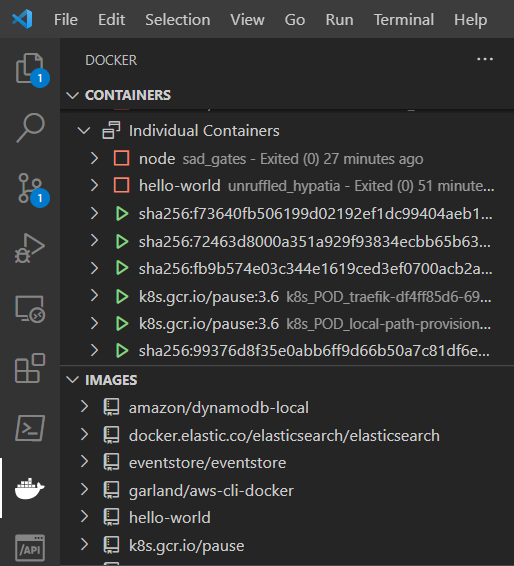 File Edit Selection View Go Run Terminal Help
DOCKER ...
1
CONTAINERS
Individual Containers
node sad_gates - Exited (0) 27 minutes ago
hello-world unruffled_hypatia - Exited (0) 51 minute...
1
sha256:f73640fb506199d02192ef1dc99404aeb1...
sha256:72463d8000a351a929f93834ecbb65b63...
sha256:fb9b574e03c344e1619ced3ef0700acb2a...
k8s.gcr.io/pause:3.6 k8s_POD_traefik-df4ff85d6-69...
k8s.gcr.io/pause:3.6 k8s_POD_local-path-provision...
sha256:99376d8f35e0abb6ff9d66b50a7c81df6e...
IMAGES
amazon/dynamodb-local
docker.elastic.co/elasticsearch/elasticsearch
eventstore/eventstore
garland/aws-cli-docker
hello-world
k8s.gcr.io/pause
/API